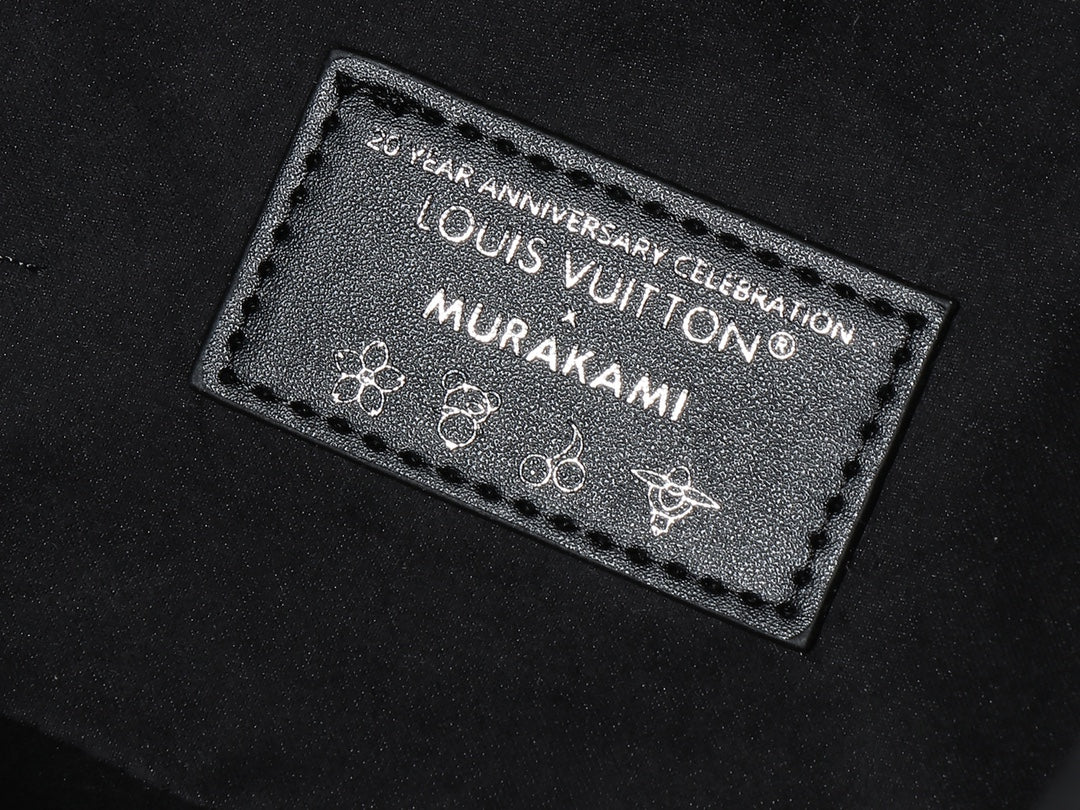 20 YEAR ANNIVERSARY CELEBRATION
LOUIS VUITTON®
x
MURAKAMI